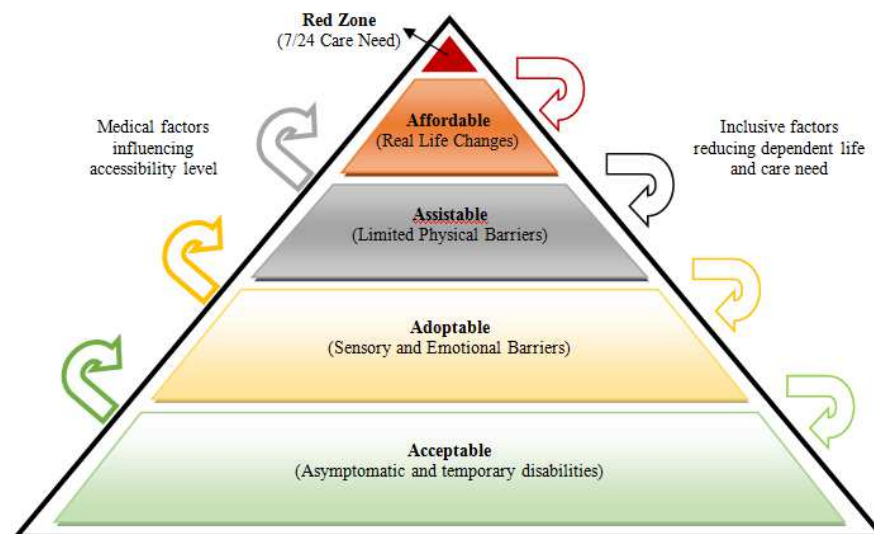 Red Zone
(7/24 Care Need)
Medical factors
influencing
accessibility level
Affordable
(Real Life Changes)
Inclusive factors
reducing dependent life
and care need
Assistable
(Limited Physical Barriers)
Adoptable
(Sensory and Emotional Barriers)
Acceptable
(Asymptomatic and temporary disabilities)